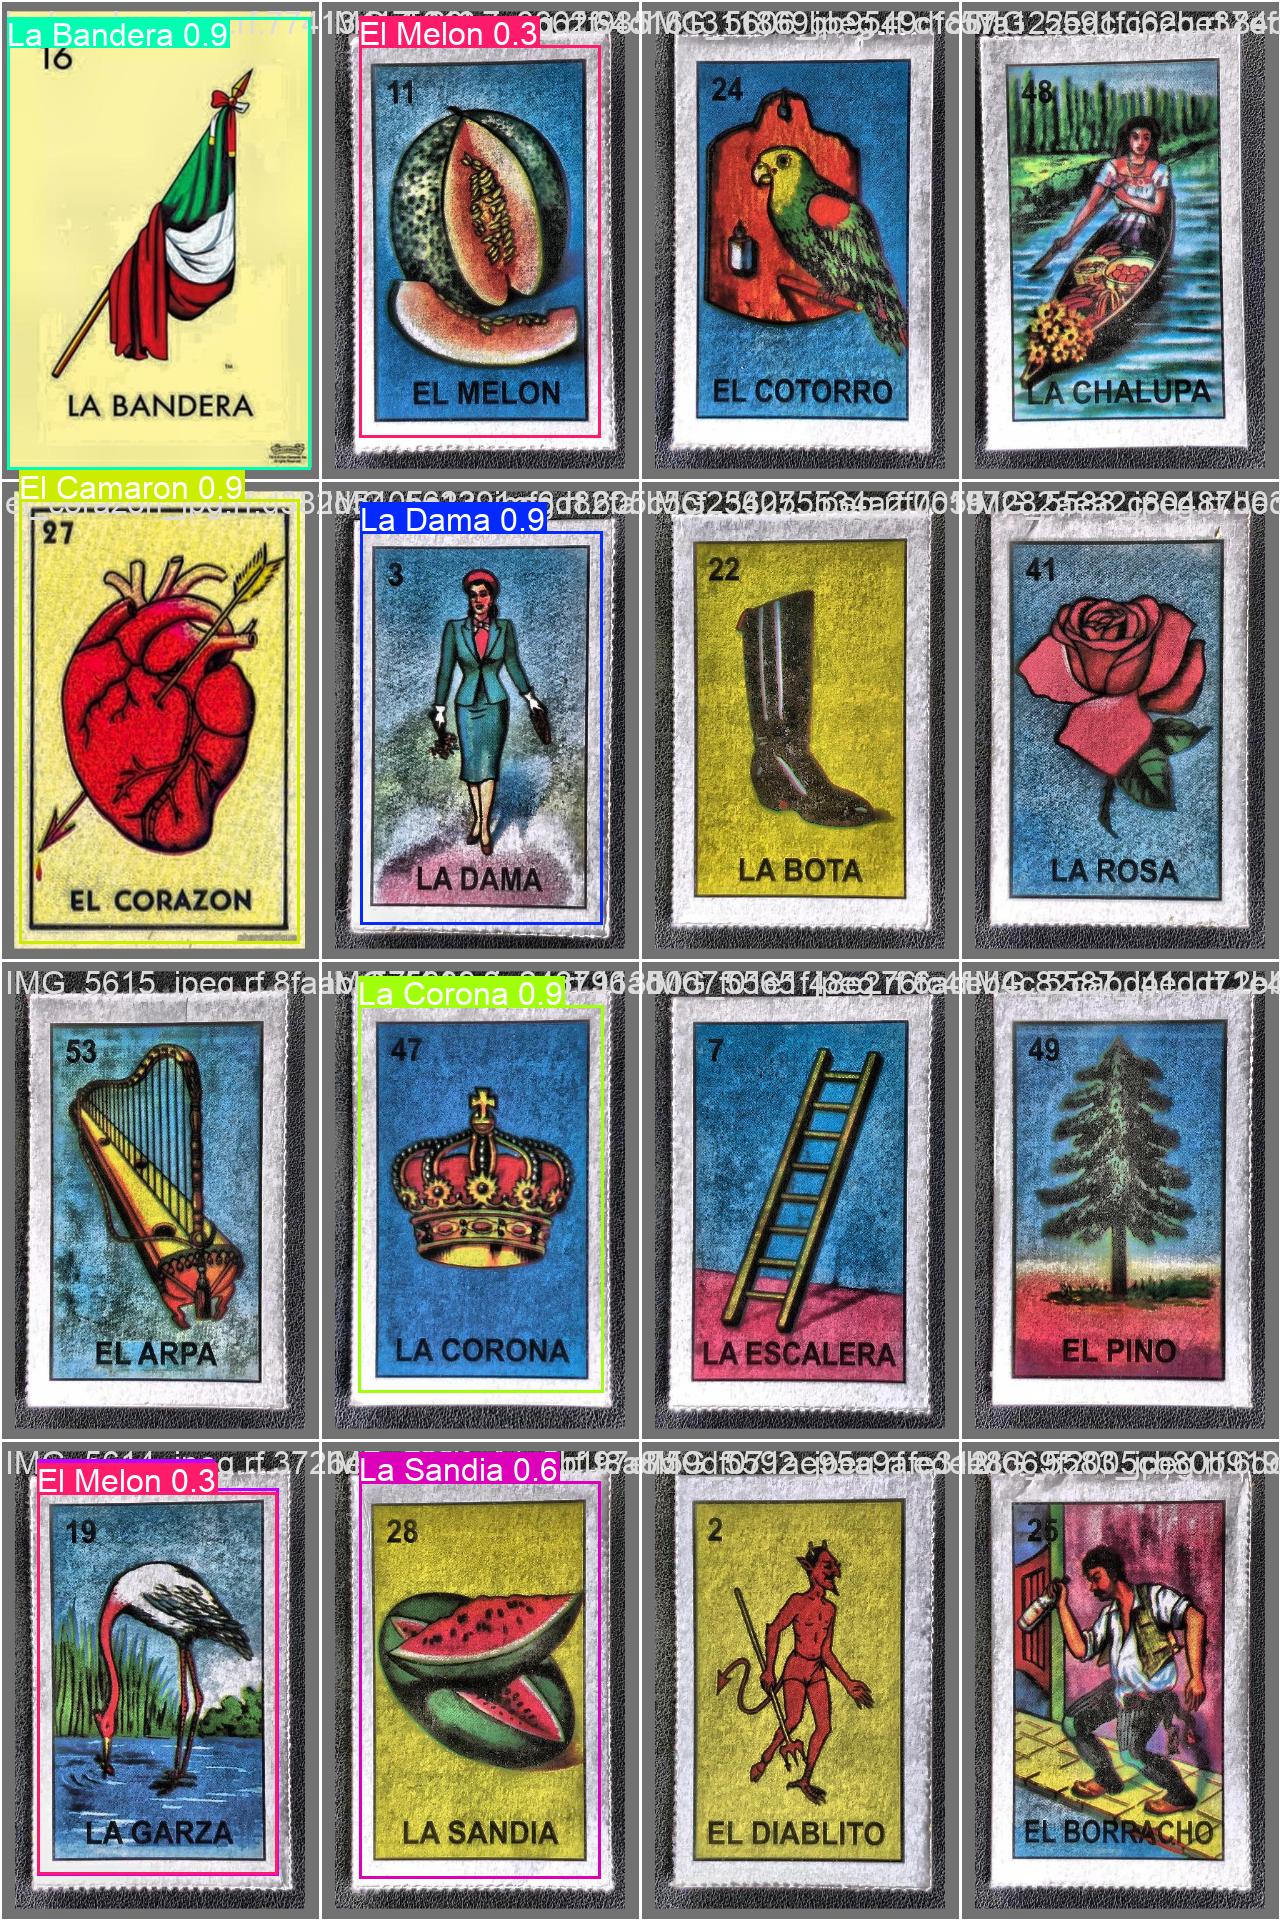 La Bandera 0.9
16
LA BANDERA
El Melon 0.3
11
EL MELON
24
EL COTORRO
48
LA CHALUPA
El Camaron 0.9
27
EL CORAZON
La Dama 0.9
3
LA DAMA
22
LA BOTA
41
LA ROSA
IMG_5615_jpeg.rf.8faa
53
EL ARPA
La Corona 0.9
47
LA CORONA
7
LA ESCALERA
49
EL PINO
El Melon 0.3
19
LA GARZA
La Sandia 0.6
28
LA SANDIA
2
EL DIABLITO
25
EL BORRACHO